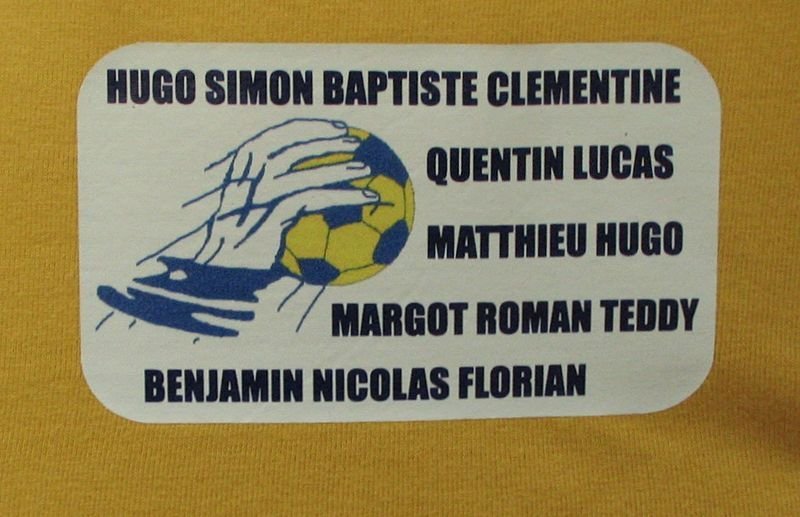 HUGO SIMON BAPTISTE CLEMENTINE
QUENTIN LUCAS
MATTHIEU HUGO
MARGOT ROMAN TEDDY
BENJAMIN NICOLAS FLORIAN